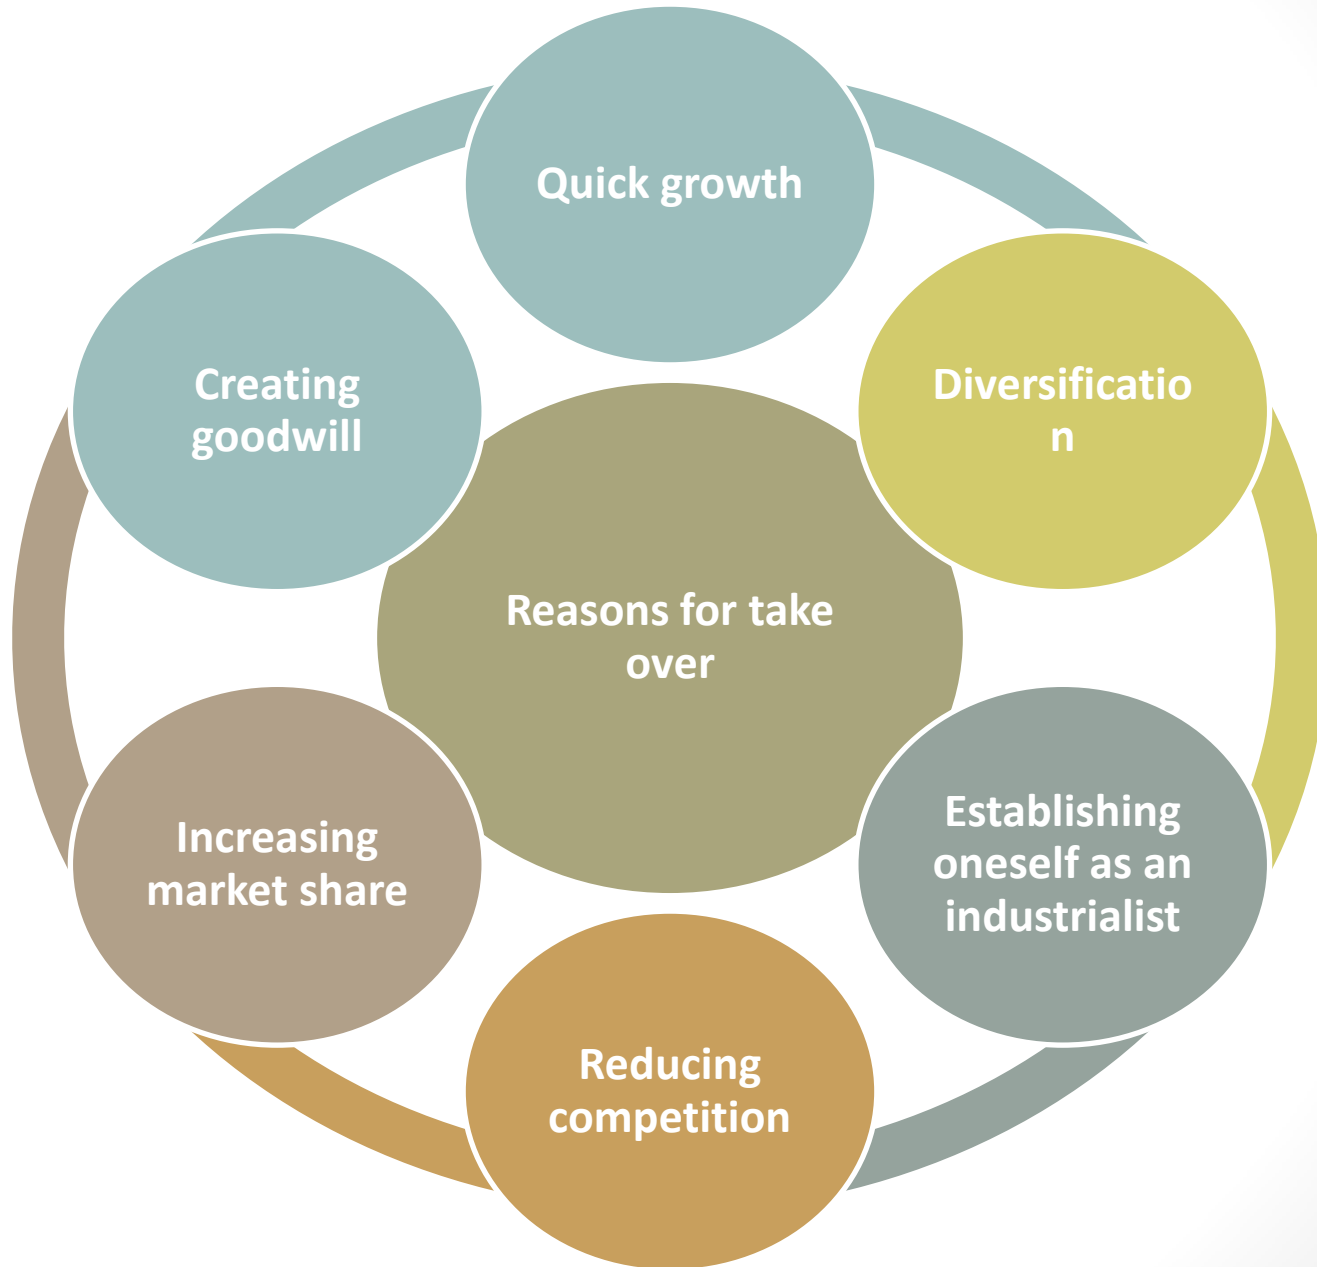 Quick growth
Diversificatio
n
Establishing
oneself as an
industrialist
Reducing
competition
Increasing
market share
Creating
goodwill
Reasons for take
over